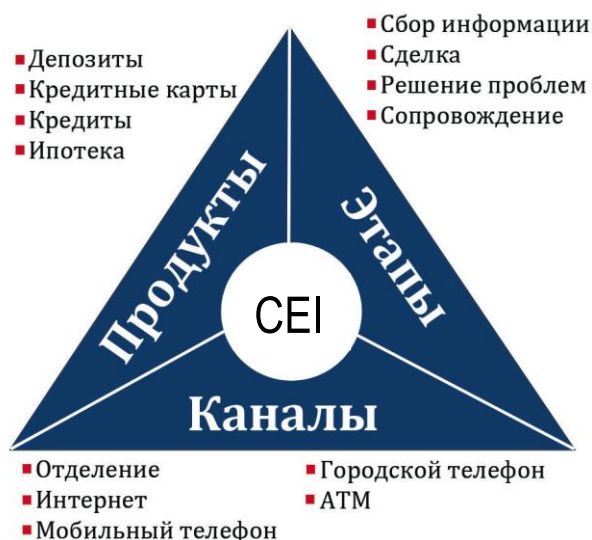 Депозиты
Кредитные карты
Кредиты
Ипотека
Сбор информации
Сделка
Решение проблем
Сопровождение
Продукты
Этапы
CEI
Каналы
Отделение
Интернет
Мобильный телефон
Городской телефон
АТМ